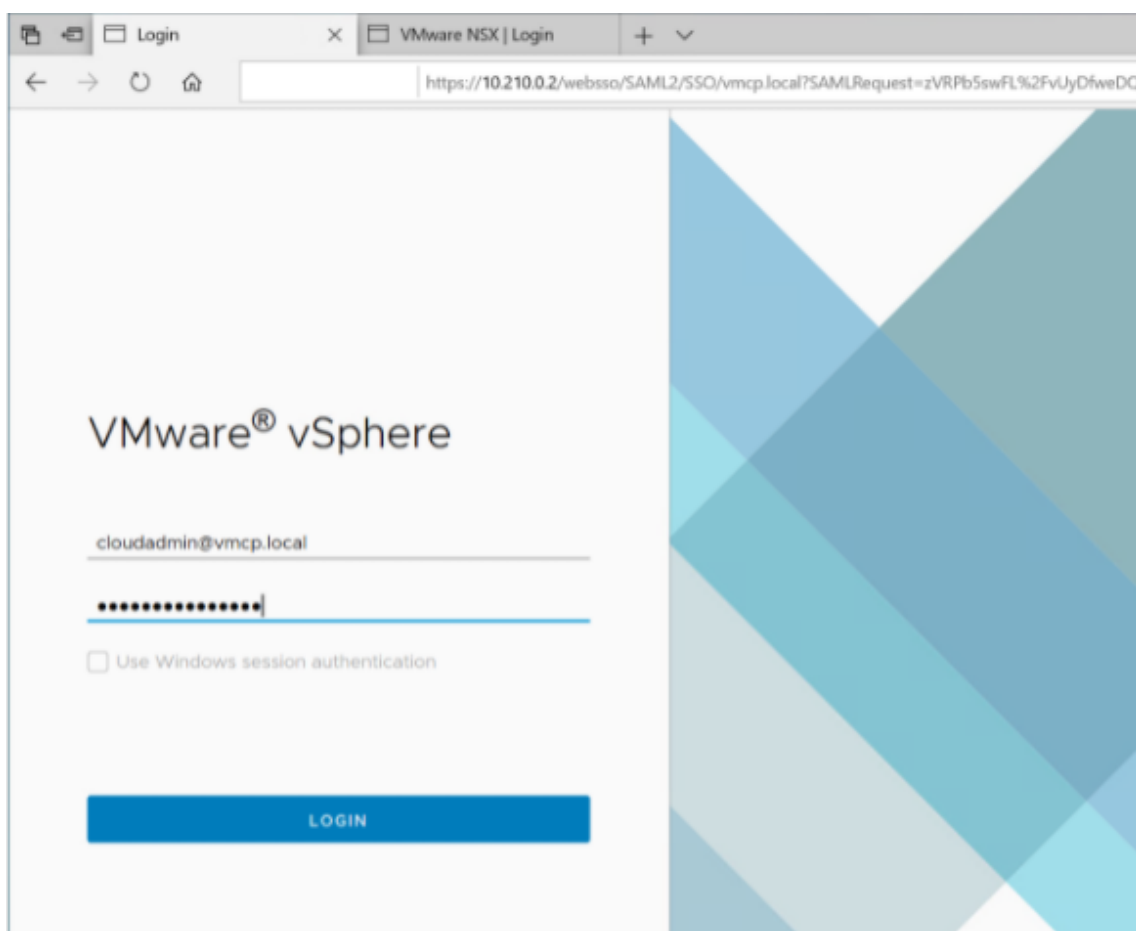 Login
VMware NSX | Login
https://10.210.0.2/websso/SAML2/SSO/vmcp.local?SAMLRequest=zVRPb5swFL%2FvUyDfweDQ
VMware® vSphere
cloudadmin@vmcp.local
Use Windows session authentication
LOGIN